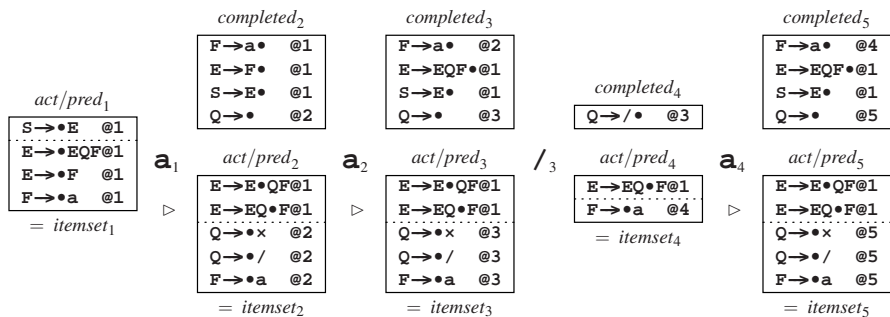 completed₂
F→a• @1
E→F• @1
S→E• @1
Q→• @2
completed₃
F→a• @2
E→EQF•@1
S→E• @1
Q→• @3
completed₄
Q→/• @3
completed₅
F→a• @4
E→EQF•@1
S→E• @1
Q→• @5
act/pred₁
S→•E @1
E→•EQF@1
E→•F @1
F→•a @1
= itemset₁
a₁
▷
act/pred₂
E→E•QF@1
E→EQ•F@1
Q→•× @2
Q→•/ @2
F→•a @2
= itemset₂
a₂
▷
act/pred₃
E→E•QF@1
E→EQ•F@1
Q→•× @3
Q→•/ @3
F→•a @3
= itemset₃
/₃
act/pred₄
E→EQ•F@1
F→•a @4
= itemset₄
a₄
▷
act/pred₅
E→E•QF@1
E→EQ•F@1
Q→•× @5
Q→•/ @5
F→•a @5
= itemset₅